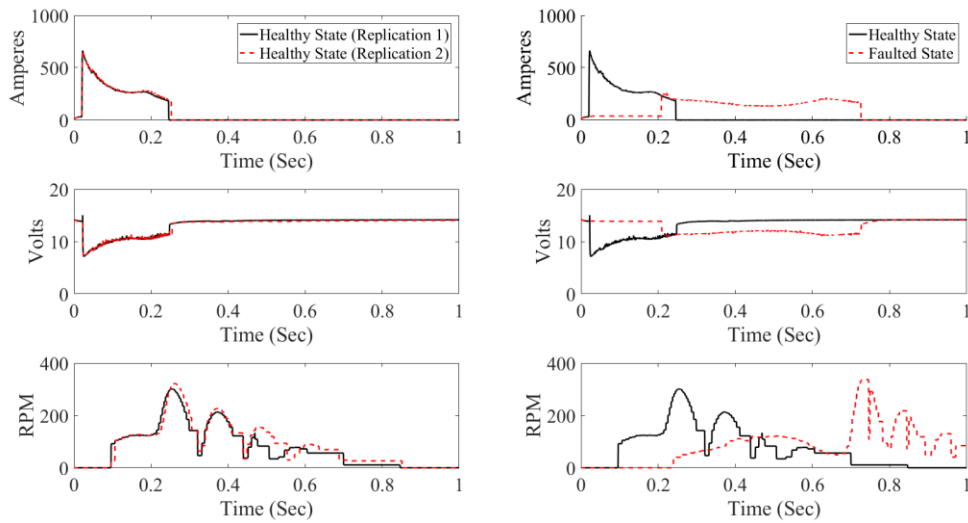 1000
500
0
Amperes
Healthy State (Replication 1)
Healthy State (Replication 2)
0 0.2 0.4 0.6 0.8 1
Time (Sec)
1000
500
0
Amperes
Healthy State
Faulted State
0 0.2 0.4 0.6 0.8 1
Time (Sec)
20
10
0
Volts
0 0.2 0.4 0.6 0.8 1
Time (Sec)
20
10
0
Volts
0 0.2 0.4 0.6 0.8 1
Time (Sec)
400
200
0
RPM
0 0.2 0.4 0.6 0.8 1
Time (Sec)
400
200
0
RPM
0 0.2 0.4 0.6 0.8 1
Time (Sec)